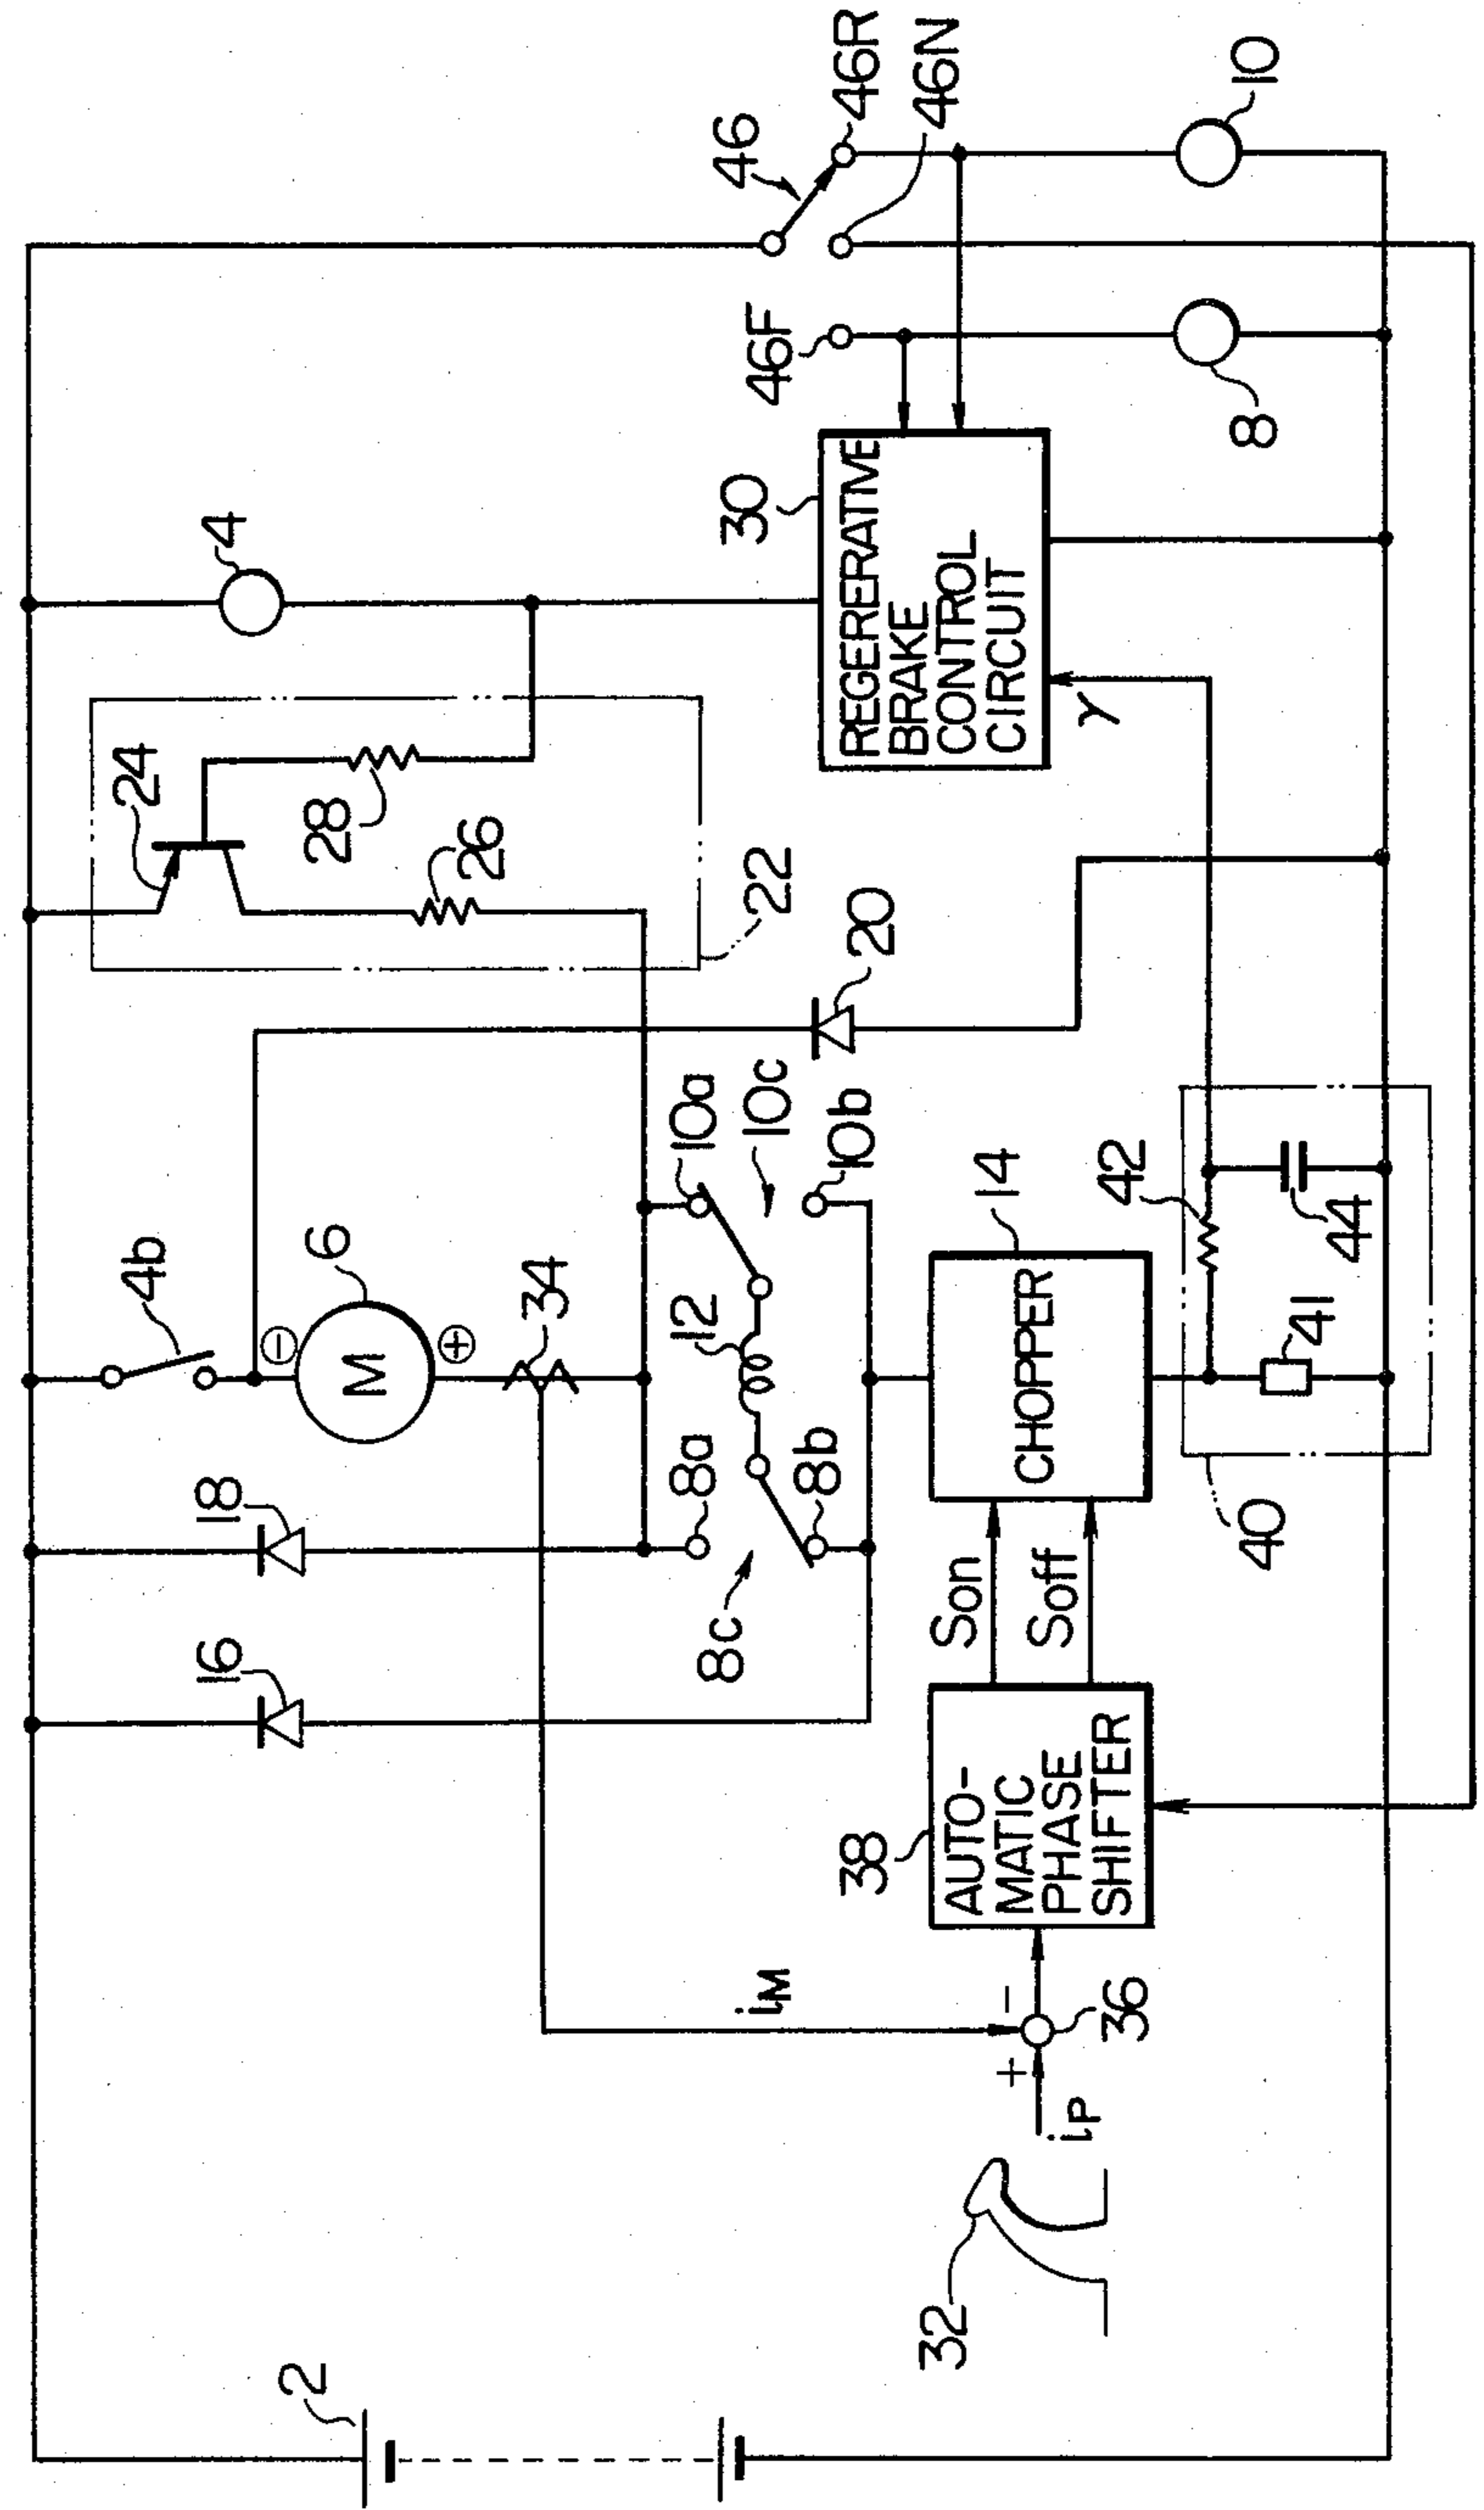 2
16
18
4b
6
34
24
28
26
22
4
30
REGERERATIVE
BRAKE
CONTROL
CIRCUIT
γ
46
46F
46R
46N
10
8
20
8a
8b
8c
12
10a
10c
10b
14
CHOPPER
42
44
41
40
Son
Soff
38
AUTO-
MATIC
PHASE
SHIFTER
iM
−
+
36
iP
32
M
⊖
⊕